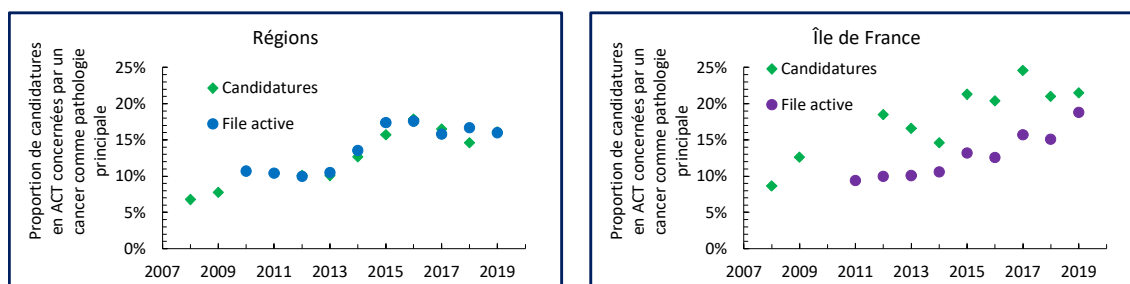 Régions
Proportion de candidatures
en ACT concernées par un
cancer comme pathologie
principale
25%
20%
15%
10%
5%
0%
Candidatures
File active
2007 2009 2011 2013 2015 2017 2019
Île de France
Proportion de candidatures
en ACT concernées par un
cancer comme pathologie
principale
25%
20%
15%
10%
5%
0%
Candidatures
File active
2007 2009 2011 2013 2015 2017 2019